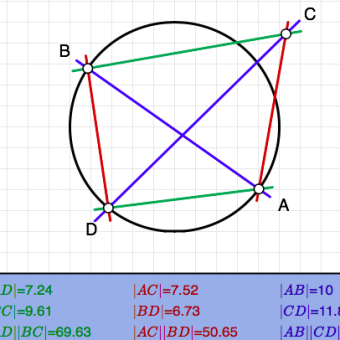 C
B
A
D
D|=7.24 |AC|=7.52 |AB|=10
C|=9.61 |BD|=6.73 |CD|=11.8
D||BC|=69.63 |AC||BD|=50.65 |AB||CD|